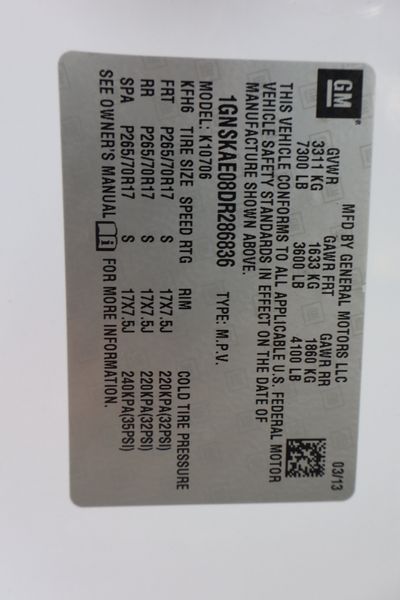 GM
MFD BY GENERAL MOTORS LLC
03/13
GVWR GAWR FRT GAWR RR
3311 KG 1633 KG 1860 KG
7300 LB 3600 LB 4100 LB
THIS VEHICLE CONFORMS TO ALL APPLICABLE U.S. FEDERAL MOTOR
VEHICLE SAFETY STANDARDS IN EFFECT ON THE DATE OF
MANUFACTURE SHOWN ABOVE.
1GNSKAE08DR286836 TYPE: M.P.V.
MODEL: K10706
KFH6 TIRE SIZE SPEED RTG RIM COLD TIRE PRESSURE
FRT P265/70R17 S 17X7.5J 220KPA(32PSI)
RR P265/70R17 S 17X7.5J 220KPA(32PSI)
SPA P265/70R17 S 17X7.5J 240KPA(35PSI)
SEE OWNER'S MANUAL i FOR MORE INFORMATION.